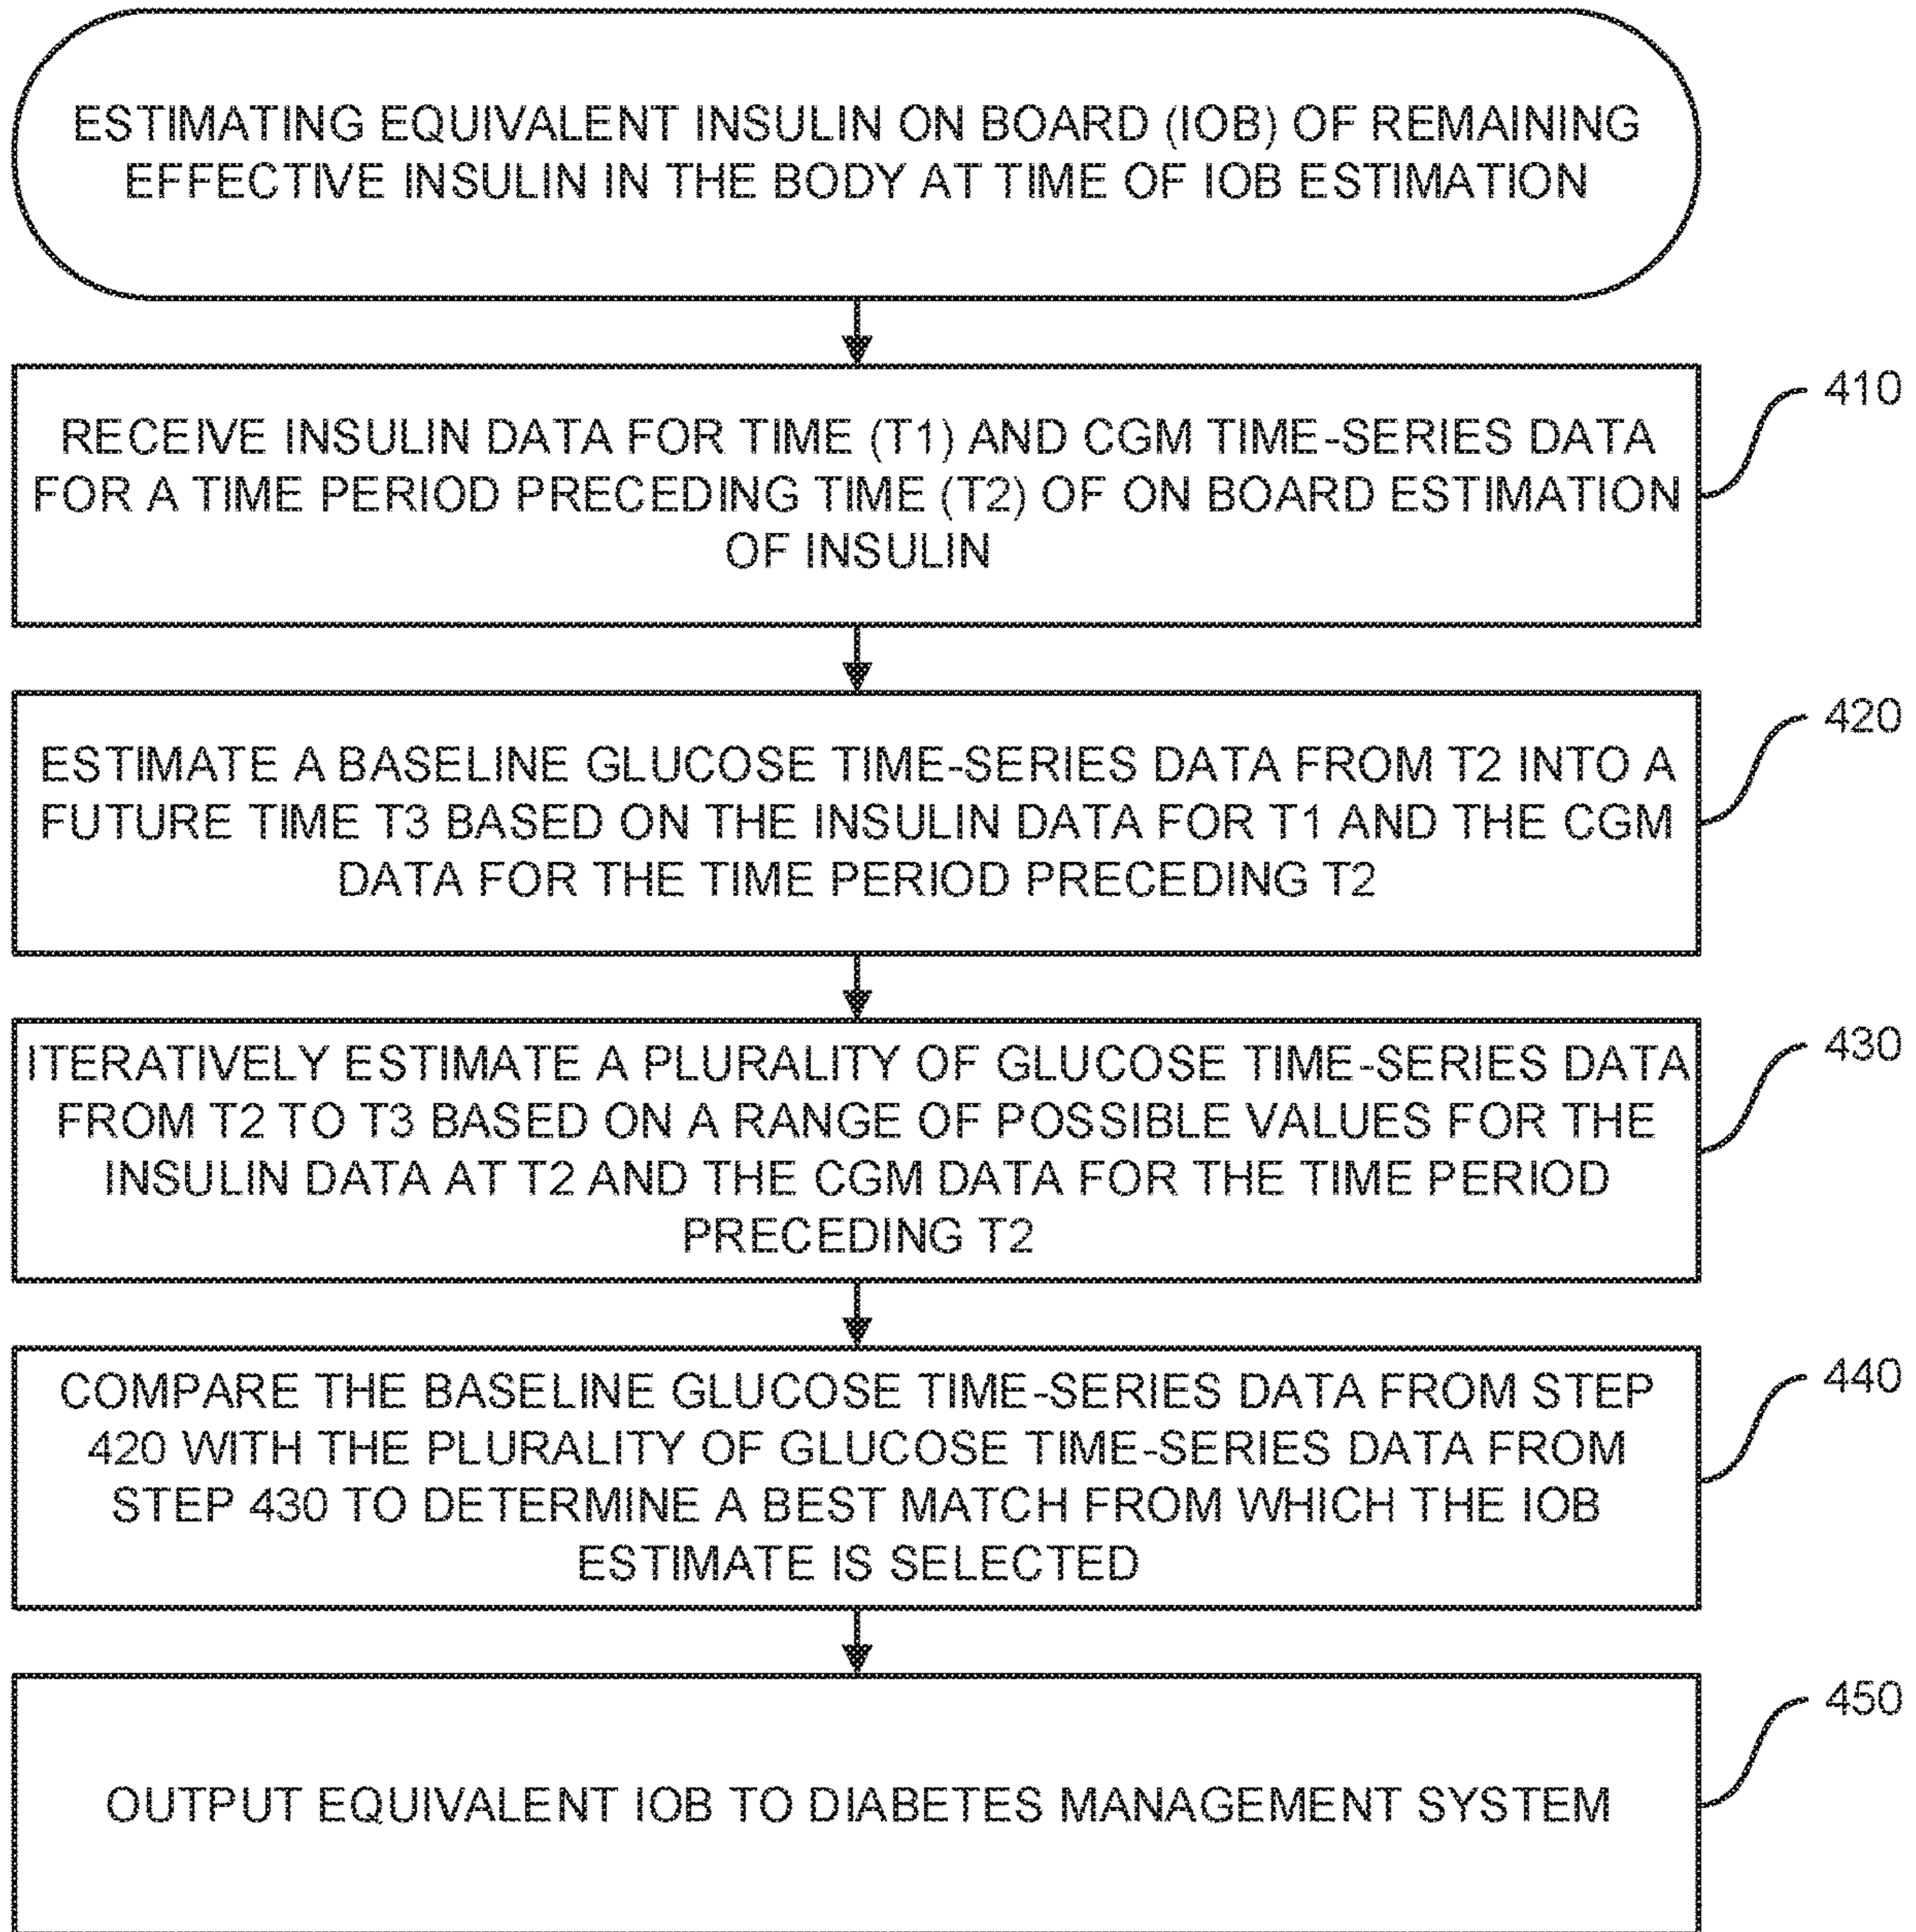 ESTIMATING EQUIVALENT INSULIN ON BOARD (IOB) OF REMAINING
EFFECTIVE INSULIN IN THE BODY AT TIME OF IOB ESTIMATION
410
RECEIVE INSULIN DATA FOR TIME (T1) AND CGM TIME-SERIES DATA
FOR A TIME PERIOD PRECEDING TIME (T2) OF ON BOARD ESTIMATION
OF INSULIN
420
ESTIMATE A BASELINE GLUCOSE TIME-SERIES DATA FROM T2 INTO A
FUTURE TIME T3 BASED ON THE INSULIN DATA FOR T1 AND THE CGM
DATA FOR THE TIME PERIOD PRECEDING T2
430
ITERATIVELY ESTIMATE A PLURALITY OF GLUCOSE TIME-SERIES DATA
FROM T2 TO T3 BASED ON A RANGE OF POSSIBLE VALUES FOR THE
INSULIN DATA AT T2 AND THE CGM DATA FOR THE TIME PERIOD
PRECEDING T2
440
COMPARE THE BASELINE GLUCOSE TIME-SERIES DATA FROM STEP
420 WITH THE PLURALITY OF GLUCOSE TIME-SERIES DATA FROM
STEP 430 TO DETERMINE A BEST MATCH FROM WHICH THE IOB
ESTIMATE IS SELECTED
450
OUTPUT EQUIVALENT IOB TO DIABETES MANAGEMENT SYSTEM